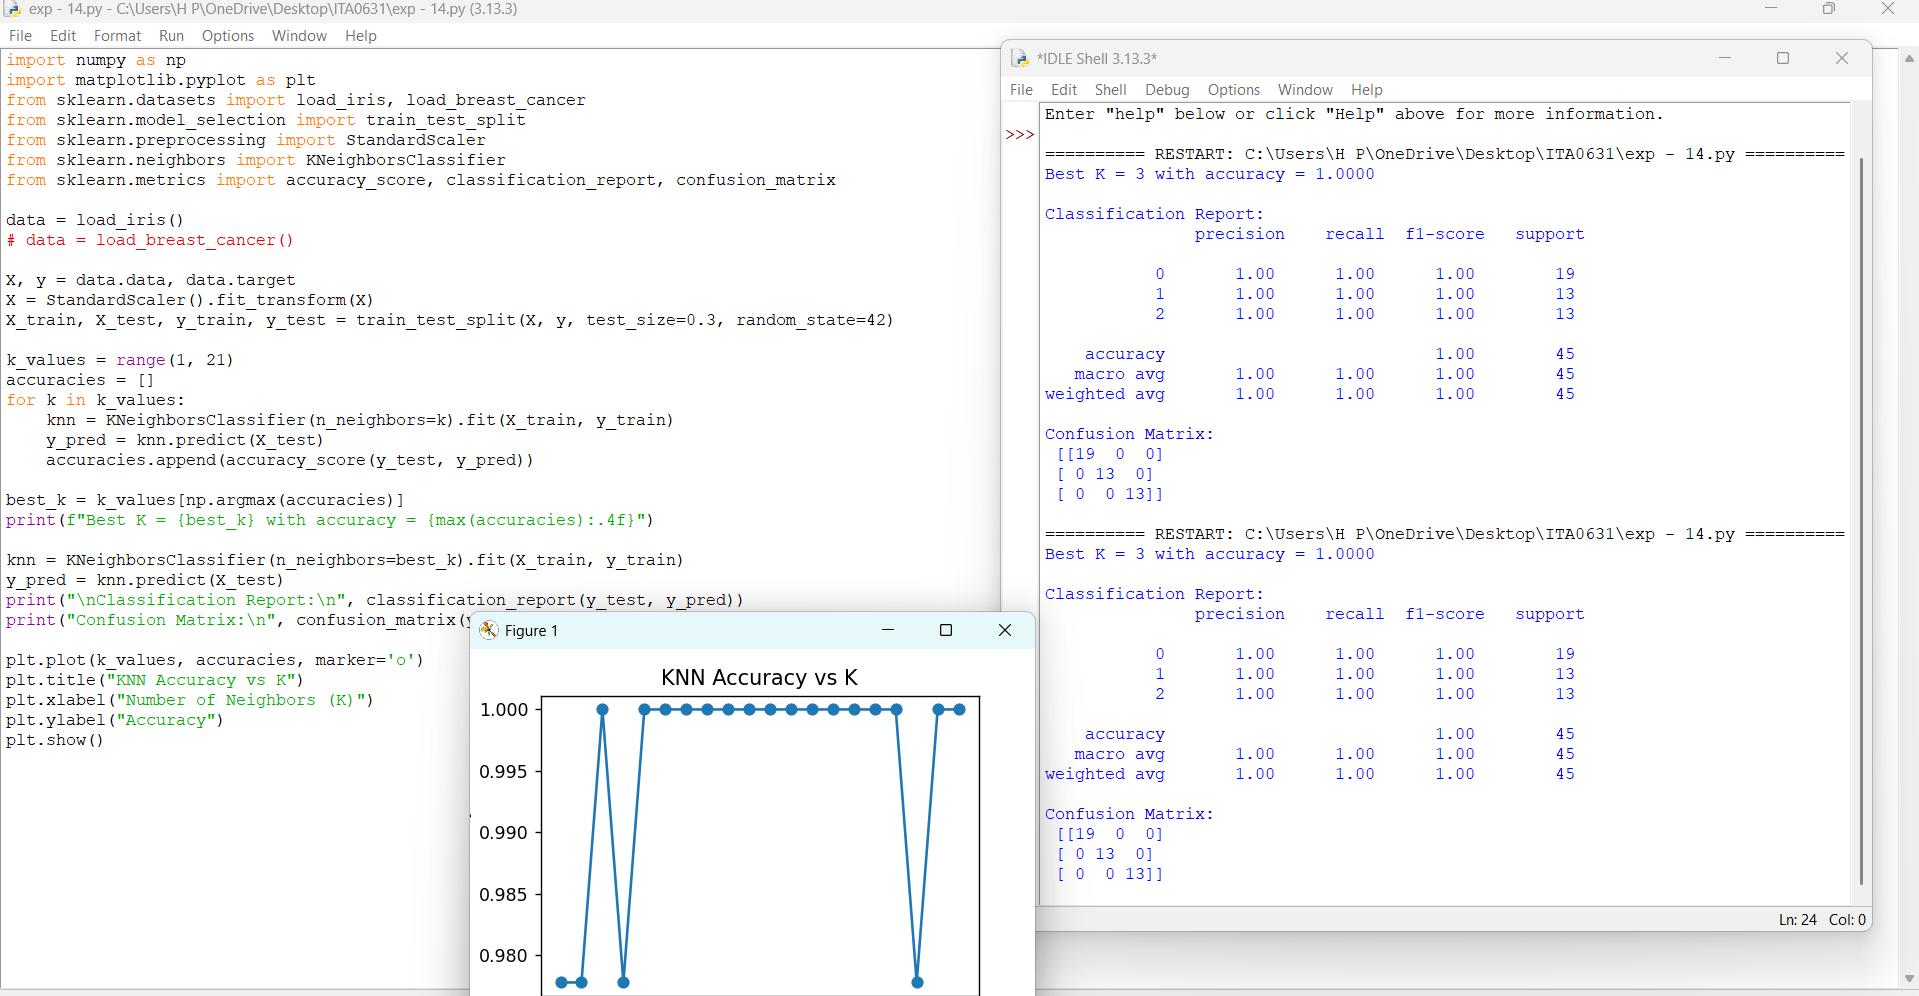 exp - 14.py - C:\Users\H P\OneDrive\Desktop\ITA0631\exp - 14.py (3.13.3)
File Edit Format Run Options Window Help
import numpy as np
import matplotlib.pyplot as plt
from sklearn.datasets import load_iris, load_breast_cancer
from sklearn.model_selection import train_test_split
from sklearn.preprocessing import StandardScaler
from sklearn.neighbors import KNeighborsClassifier
from sklearn.metrics import accuracy_score, classification_report, confusion_matrix
data = load_iris()
# data = load_breast_cancer()
X, y = data.data, data.target
X = StandardScaler().fit_transform(X)
X_train, X_test, y_train, y_test = train_test_split(X, y, test_size=0.3, random_state=42)
k_values = range(1, 21)
accuracies = []
for k in k_values:
    knn = KNeighborsClassifier(n_neighbors=k).fit(X_train, y_train)
    y_pred = knn.predict(X_test)
    accuracies.append(accuracy_score(y_test, y_pred))
best_k = k_values[np.argmax(accuracies)]
print(f"Best K = {best_k} with accuracy = {max(accuracies):.4f}")
knn = KNeighborsClassifier(n_neighbors=best_k).fit(X_train, y_train)
y_pred = knn.predict(X_test)
print("\nClassification Report:\n", classification_report(y_test, y_pred))
print("Confusion Matrix:\n", confusion_matrix(
plt.plot(k_values, accuracies, marker='o')
plt.title("KNN Accuracy vs K")
plt.xlabel("Number of Neighbors (K)")
plt.ylabel("Accuracy")
plt.show()
*IDLE Shell 3.13.3*
File Edit Shell Debug Options Window Help
Enter "help" below or click "Help" above for more information.
>>>
========== RESTART: C:\Users\H P\OneDrive\Desktop\ITA0631\exp - 14.py ==========
Best K = 3 with accuracy = 1.0000
Classification Report:
precision recall f1-score support
0 1.00 1.00 1.00 19
1 1.00 1.00 1.00 13
2 1.00 1.00 1.00 13
accuracy 1.00 45
macro avg 1.00 1.00 1.00 45
weighted avg 1.00 1.00 1.00 45
Confusion Matrix:
[[19 0 0]
[ 0 13 0]
[ 0 0 13]]
========== RESTART: C:\Users\H P\OneDrive\Desktop\ITA0631\exp - 14.py ==========
Best K = 3 with accuracy = 1.0000
Classification Report:
precision recall f1-score support
0 1.00 1.00 1.00 19
1 1.00 1.00 1.00 13
2 1.00 1.00 1.00 13
accuracy 1.00 45
macro avg 1.00 1.00 1.00 45
weighted avg 1.00 1.00 1.00 45
Confusion Matrix:
[[19 0 0]
[ 0 13 0]
[ 0 0 13]]
Ln: 24 Col: 0
Figure 1
KNN Accuracy vs K
1.000
0.995
0.990
0.985
0.980